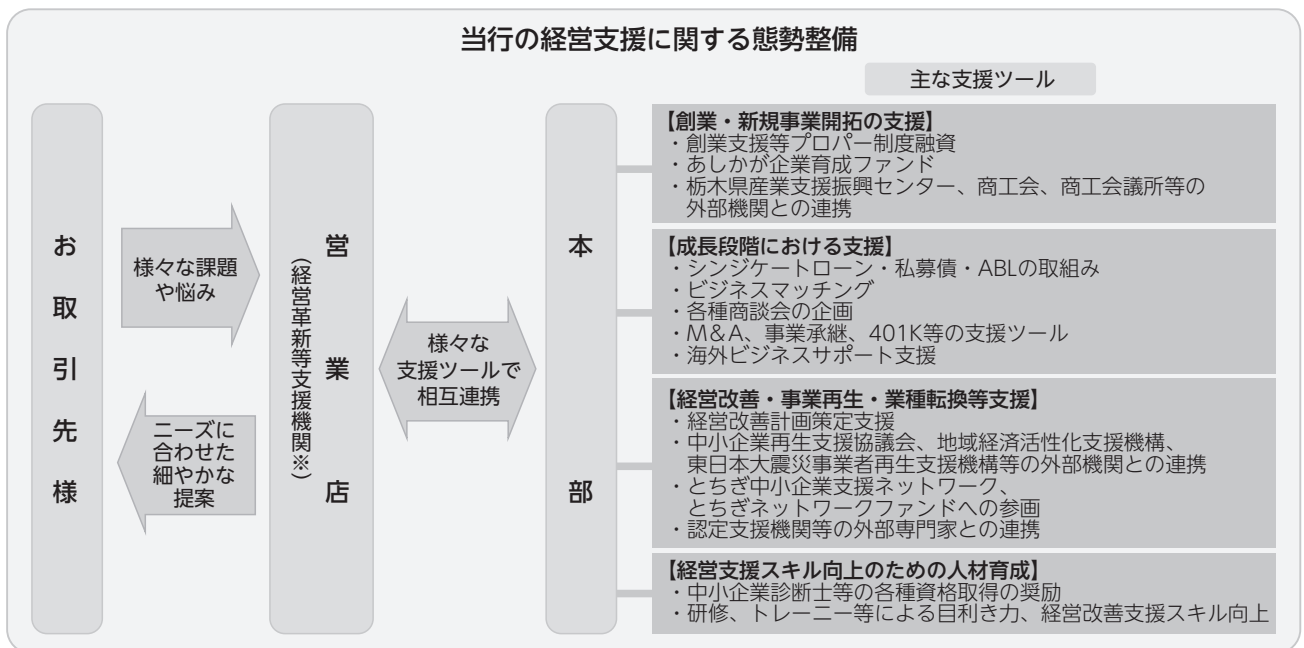 当行の経営支援に関する態勢整備
主な支援ツール
お取引先様
様々な課題
や悩み
ニーズに
合わせた
細やかな
提案
営業店
（経営革新等支援機関※）
様々な
支援ツールで
相互連携
本部
【創業・新規事業開拓の支援】
・創業支援等プロパー制度融資
・あしかが企業育成ファンド
・栃木県産業支援振興センター、商工会、商工会議所等の
外部機関との連携
【成長段階における支援】
・シンジケートローン・私募債・ABLの取組み
・ビジネスマッチング
・各種商談会の企画
・M＆A、事業承継、401K等の支援ツール
・海外ビジネスサポート支援
【経営改善・事業再生・業種転換等支援】
・経営改善計画策定支援
・中小企業再生支援協議会、地域経済活性化支援機構、
東日本大震災事業者再生支援機構等の外部機関との連携
・とちぎ中小企業支援ネットワーク、
とちぎネットワークファンドへの参画
・認定支援機関等の外部専門家との連携
【経営支援スキル向上のための人材育成】
・中小企業診断士等の各種資格取得の奨励
・研修、トレーニー等による目利き力、経営改善支援スキル向上